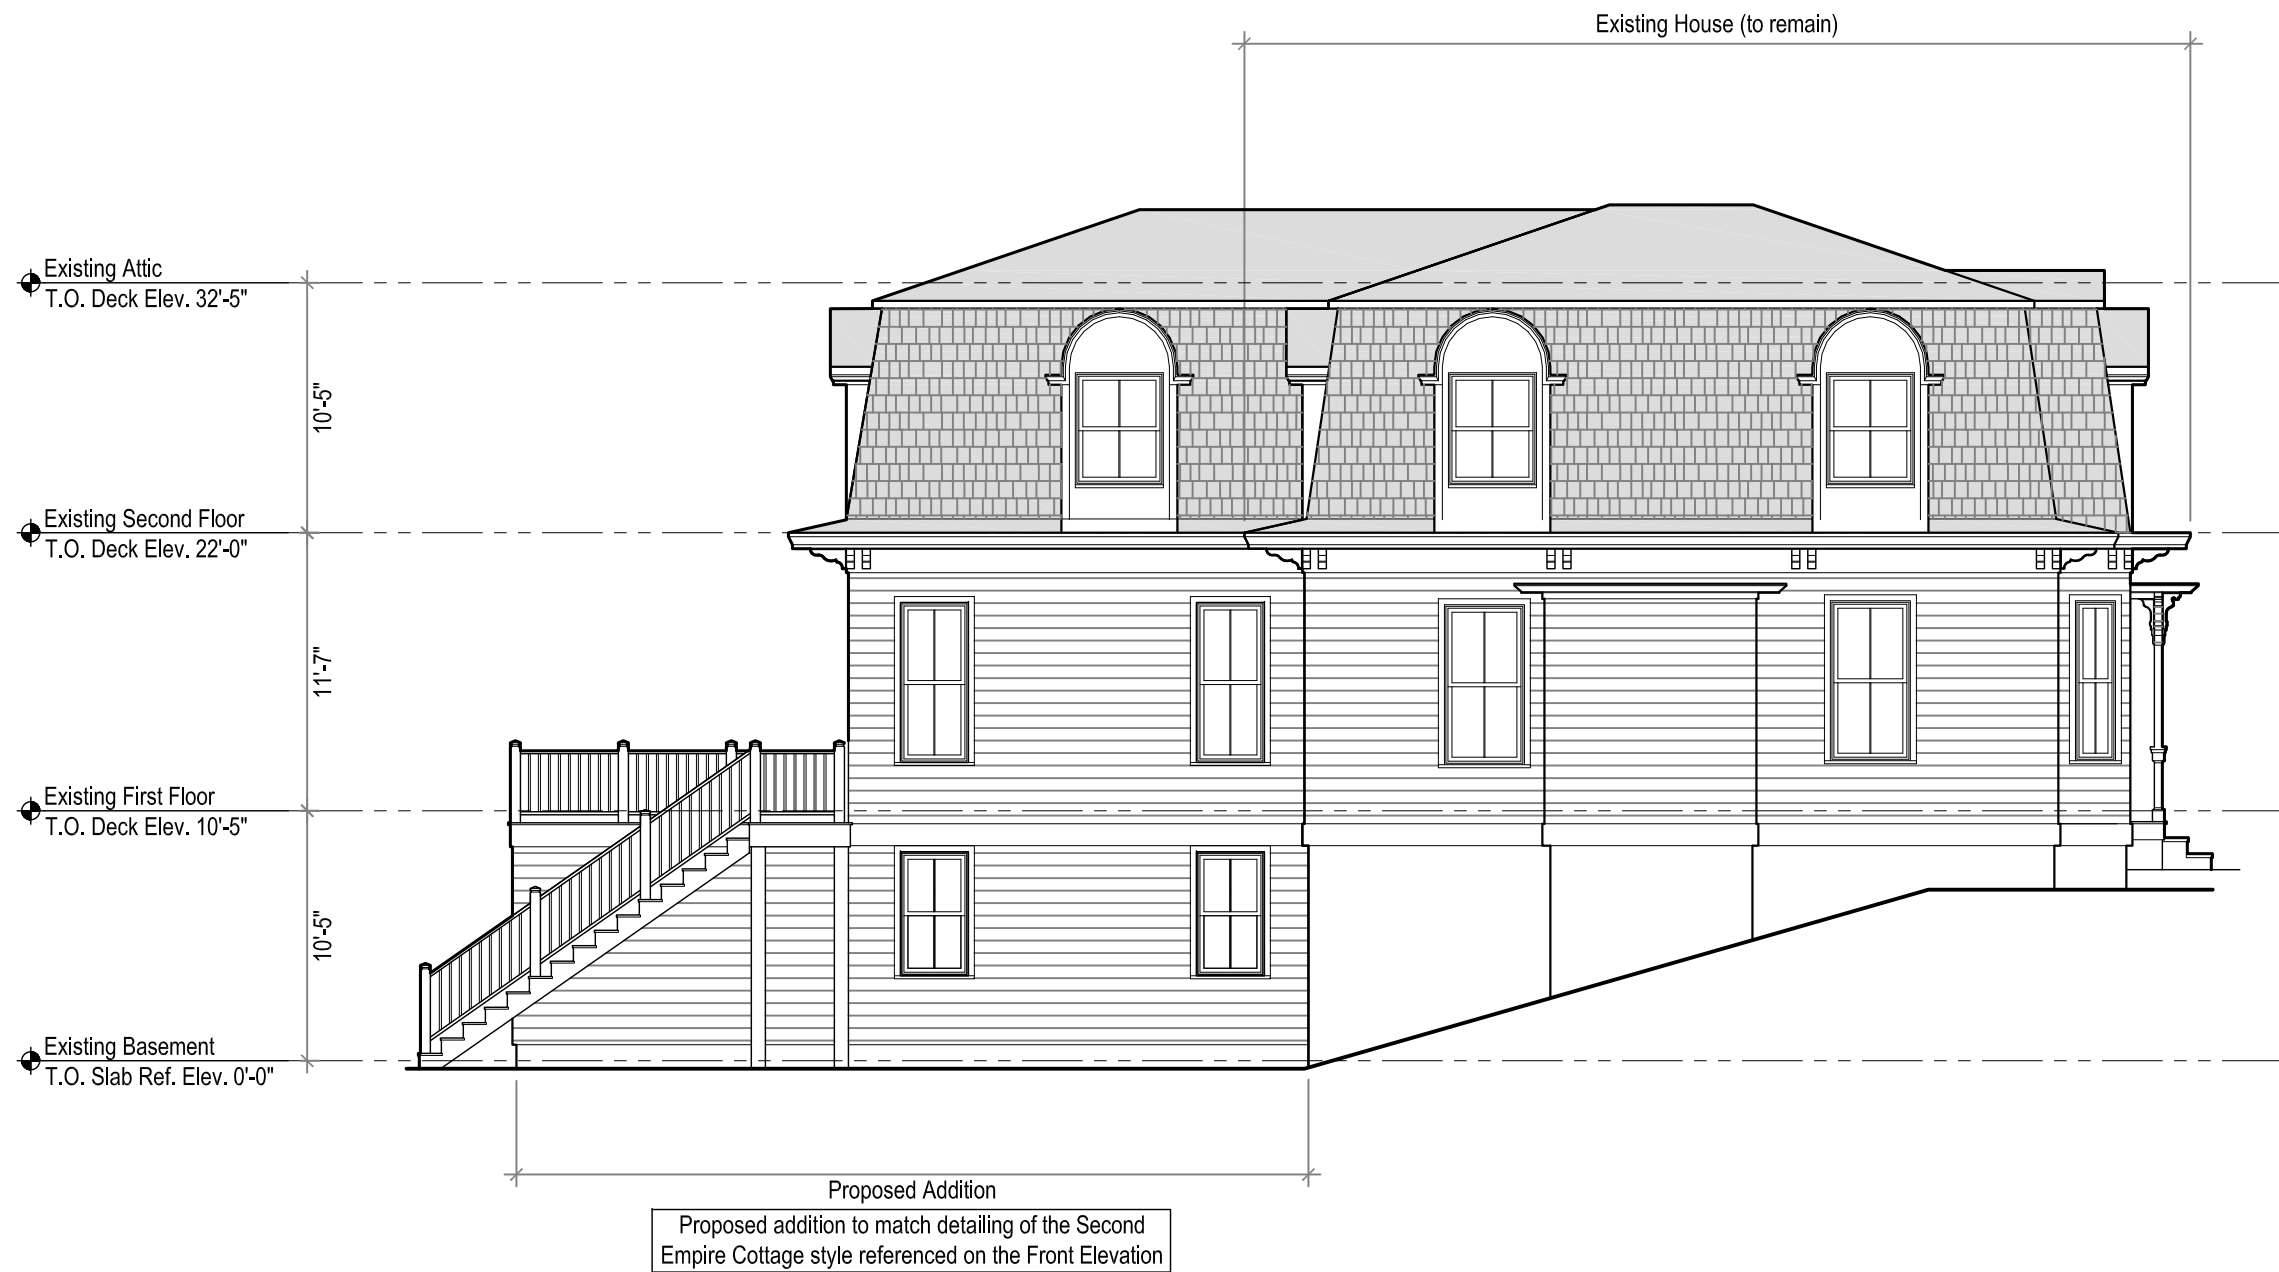 Existing House (to remain)
Existing Attic
T.O. Deck Elev. 32'-5"
10'-5"
Existing Second Floor
T.O. Deck Elev. 22'-0"
11'-7"
Existing First Floor
T.O. Deck Elev. 10'-5"
10'-5"
Existing Basement
T.O. Slab Ref. Elev. 0'-0"
Proposed Addition
Proposed addition to match detailing of the Second
Empire Cottage style referenced on the Front Elevation